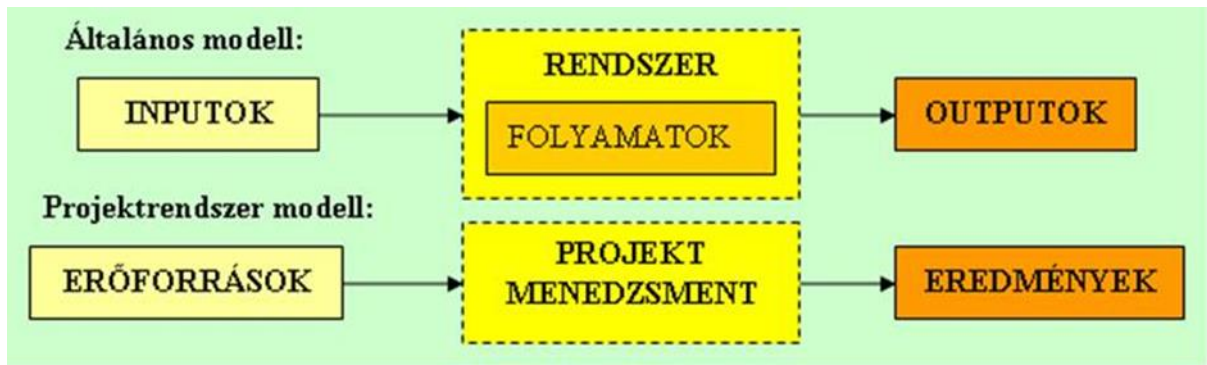 Általános modell:
INPUTOK
RENDSZER
FOLYAMATOK
OUTPUTOK
Projektrendszer modell:
ERŐFORRÁSOK
PROJEKT
MENEDZSMENT
EREDMÉNYEK